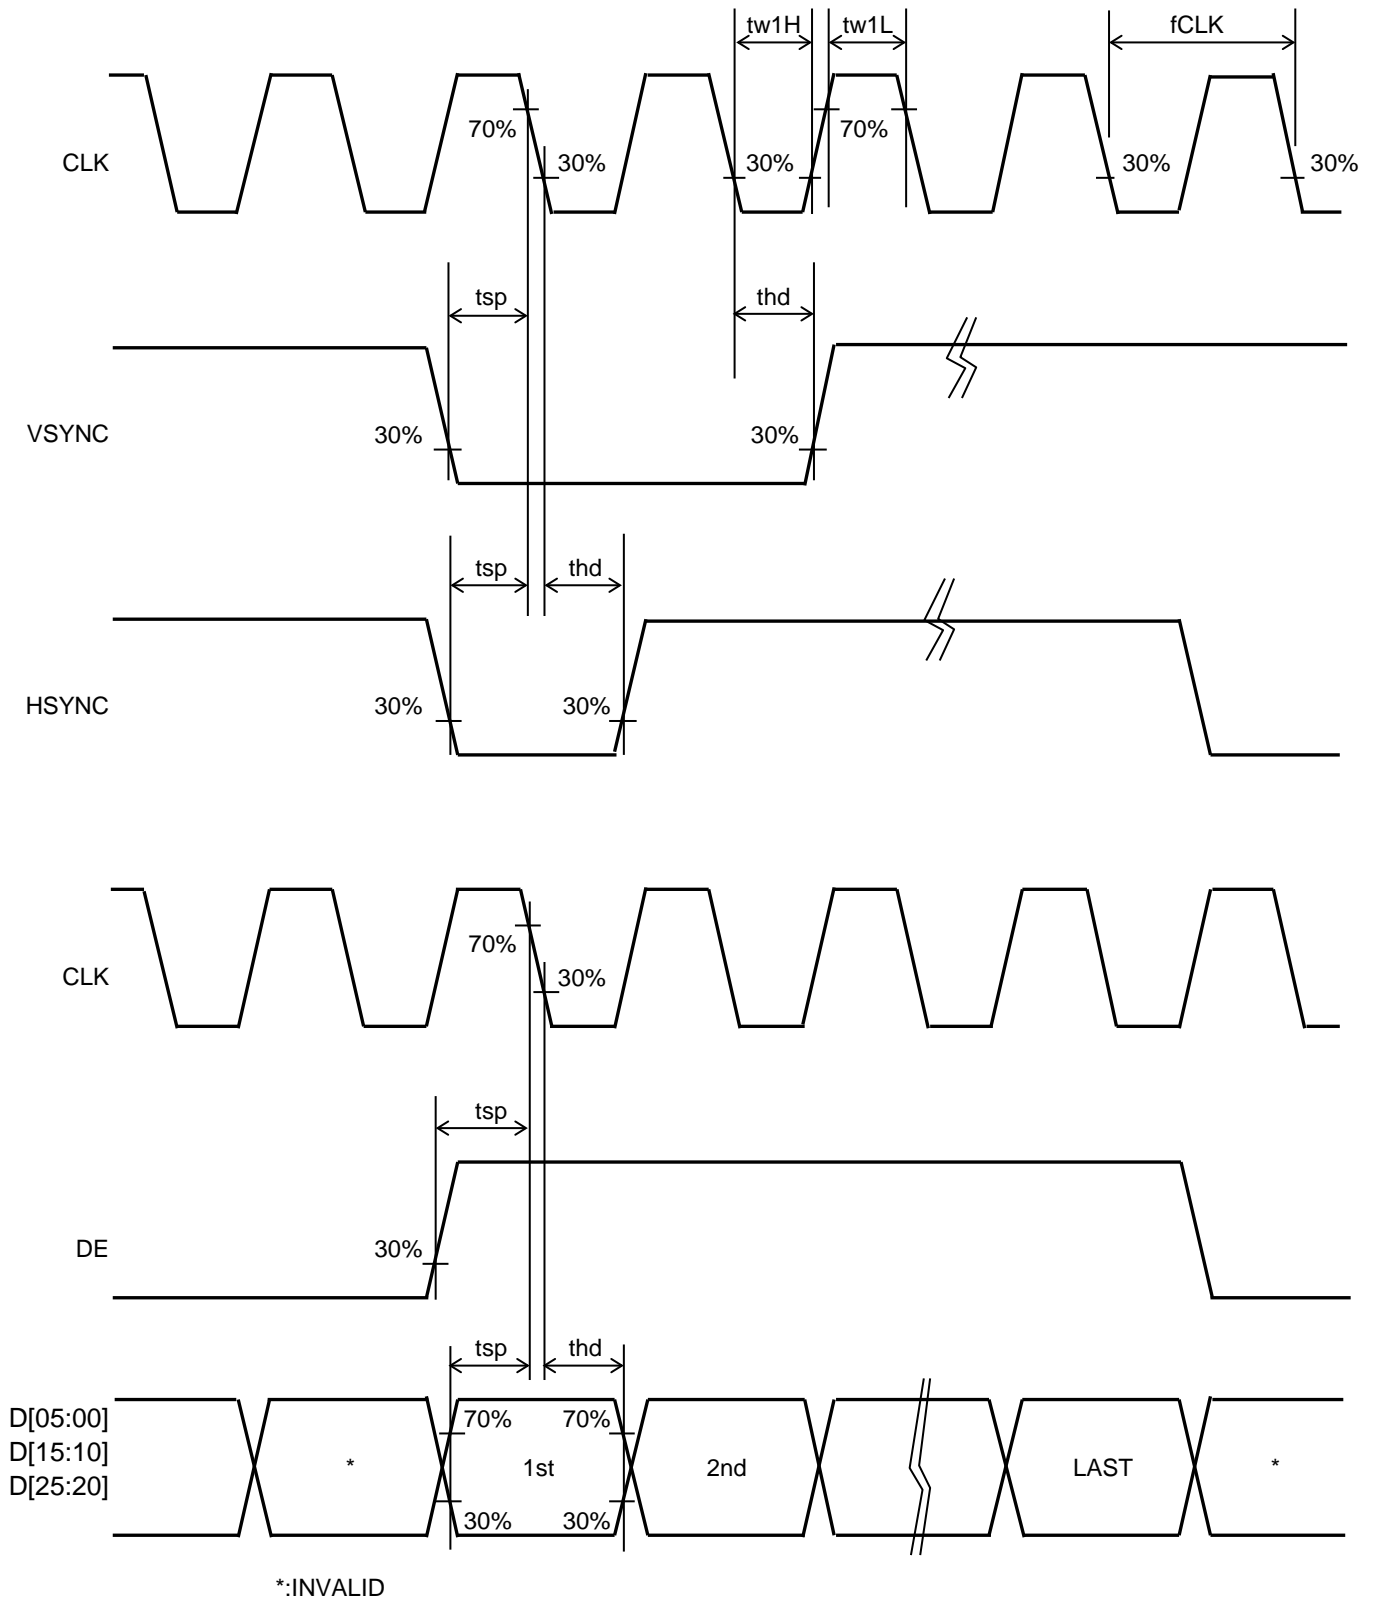 tw1H tw1L fCLK
70% 30% 30% 70% 30% 30%
CLK
tsp thd
VSYNC 30% 30%
tsp thd
HSYNC 30% 30%
70% 30%
CLK
tsp
DE 30%
tsp thd
D[05:00] 70% 70%
D[15:10] * 1st 2nd LAST *
D[25:20]
30% 30%
*:INVALID